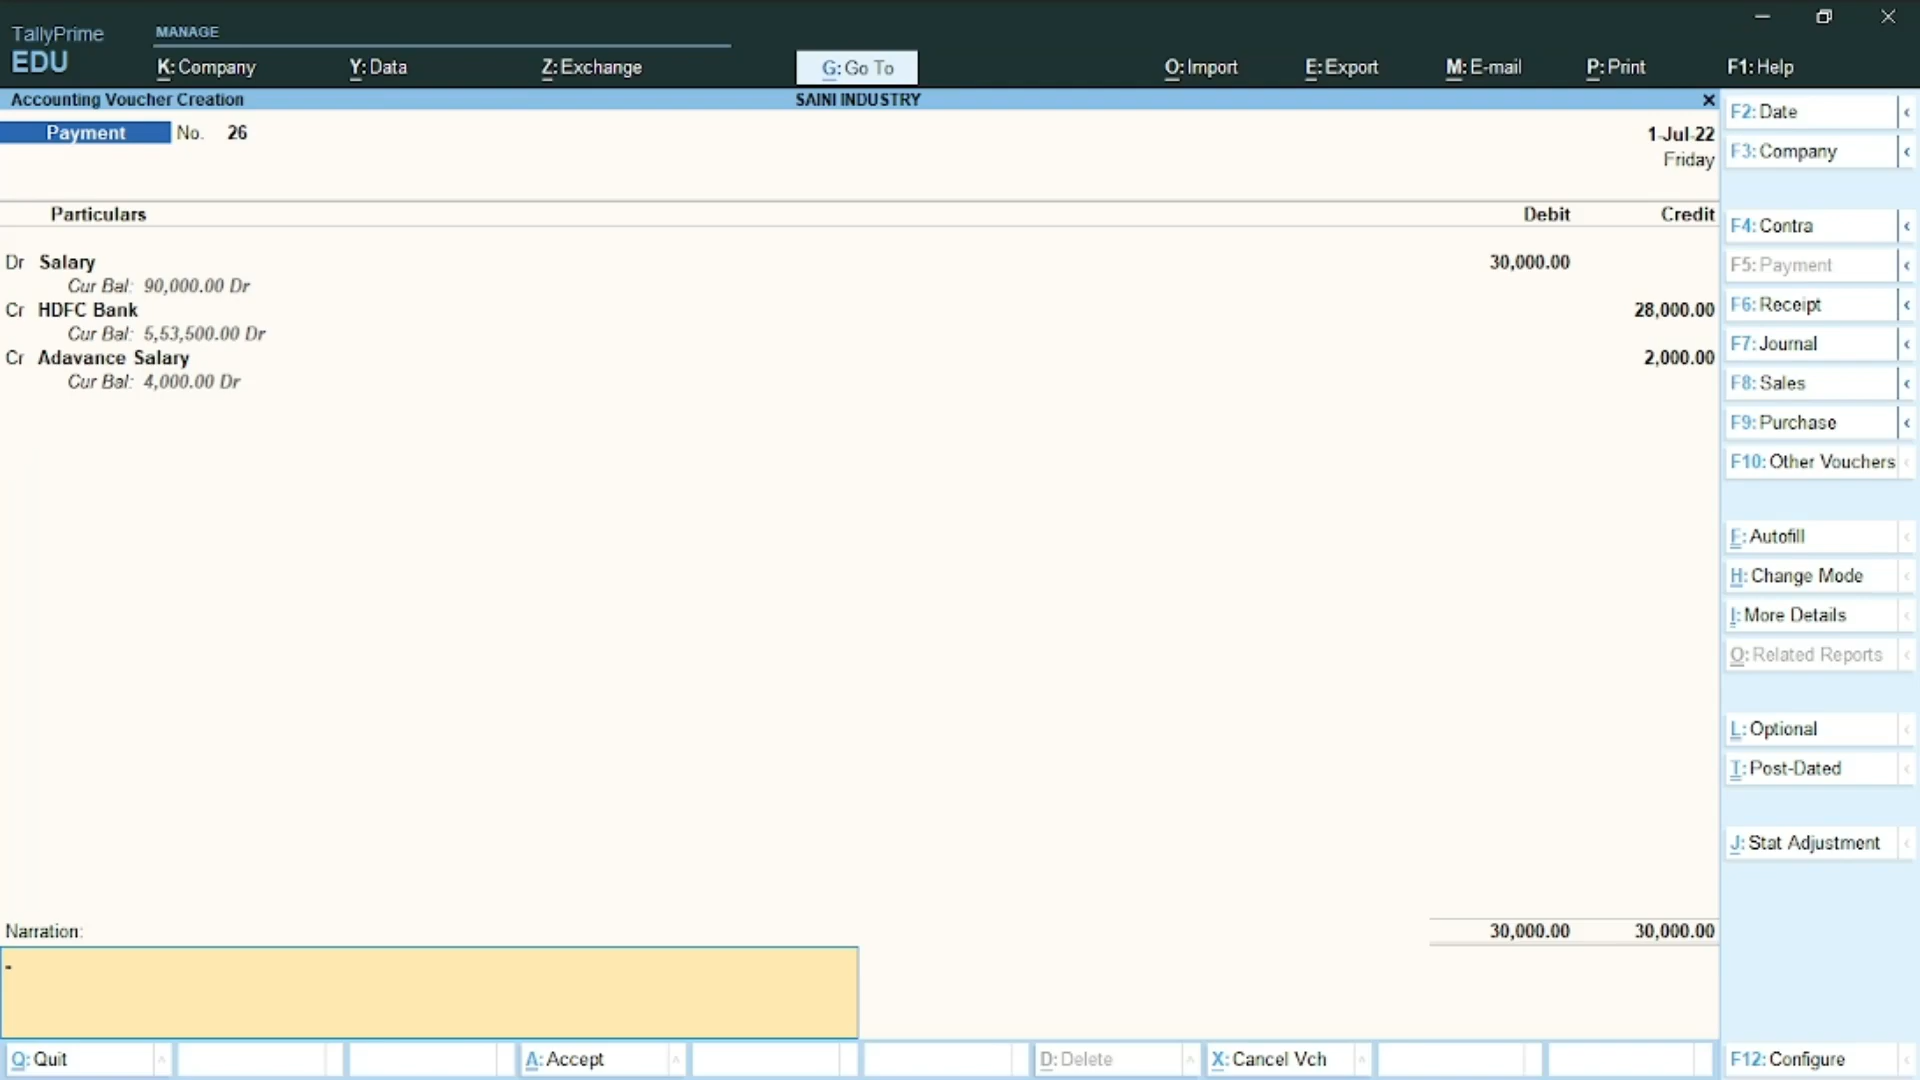 TallyPrime
EDU
MANAGE
K: Company
Y: Data
Z: Exchange
G: Go To
O: Import
E: Export
M: E-mail
P: Print
F1: Help
Accounting Voucher Creation
SAINI INDUSTRY
Payment No. 26
1-Jul-22
Friday
Particulars Debit Credit
Dr Salary 30,000.00
Cur Bal: 90,000.00 Dr
Cr HDFC Bank 28,000.00
Cur Bal: 5,53,500.00 Dr
Cr Adavance Salary 2,000.00
Cur Bal: 4,000.00 Dr
Narration: 30,000.00 30,000.00
F2: Date
F3: Company
F4: Contra
F5: Payment
F6: Receipt
F7: Journal
F8: Sales
F9: Purchase
F10: Other Vouchers
F: Autofill
H: Change Mode
I: More Details
O: Related Reports
L: Optional
T: Post-Dated
J: Stat Adjustment
Q: Quit
A: Accept
D: Delete
X: Cancel Vch
F12: Configure